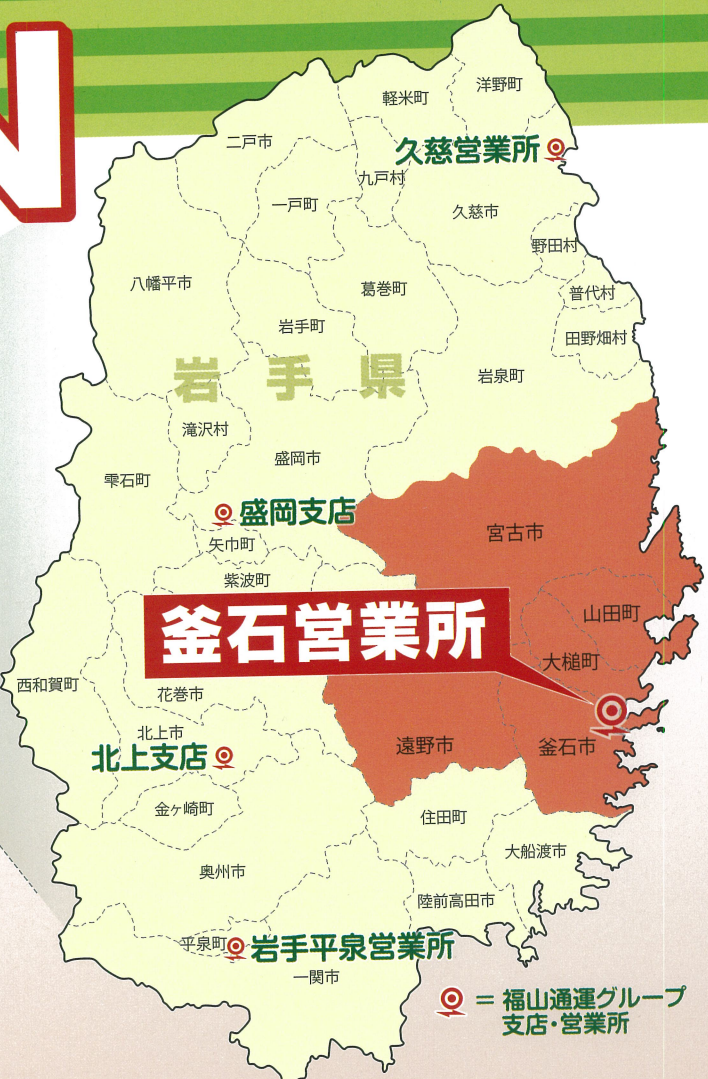 N
洋野町
軽米町
二戸市
久慈営業所
九戸村
一戸町
久慈市
野田村
八幡平市
葛巻町
普代村
岩手町
田野畑村
岩手県
岩泉町
滝沢村
盛岡市
雫石町
盛岡支店
宮古市
矢巾町
紫波町
釜石営業所
山田町
大槌町
西和賀町
花巻市
北上市
遠野市
釜石市
北上支店
金ヶ崎町
住田町
大船渡市
奥州市
陸前高田市
平泉町
岩手平泉営業所
一関市
= 福山通運グループ
支店・営業所